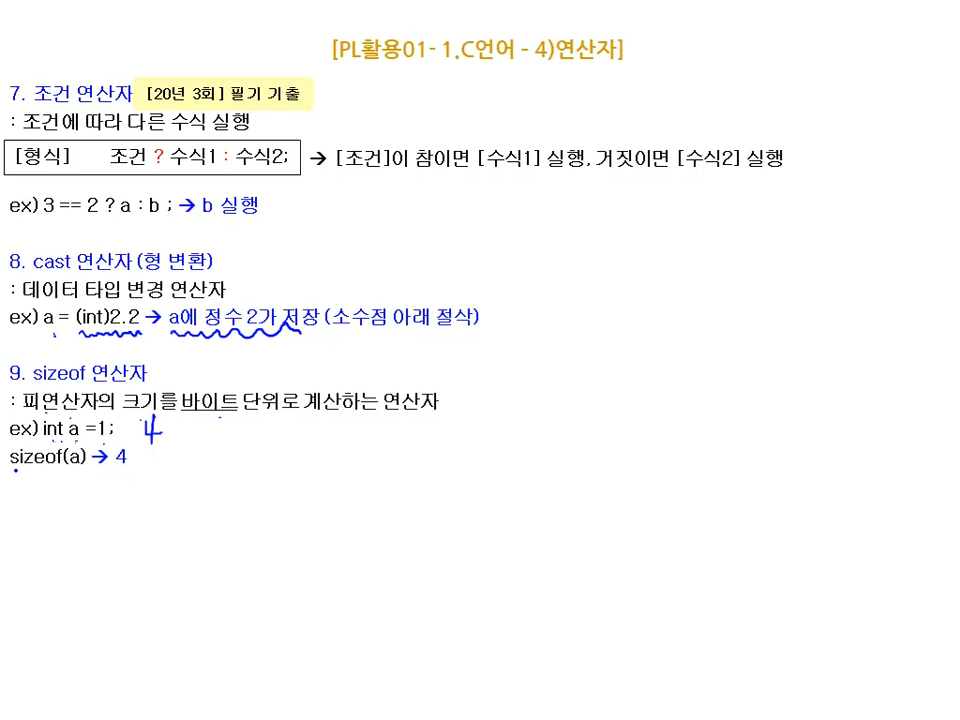 [PL활용01- 1.C언어 - 4)연산자]
7. 조건 연산자 [20년 3회] 필기 기출
: 조건에 따라 다른 수식 실행
[형식] 조건 ? 수식1 : 수식2; → [조건]이 참이면 [수식1] 실행, 거짓이면 [수식2] 실행
ex) 3 == 2 ? a : b ; → b 실행
8. cast 연산자 (형 변환)
: 데이터 타입 변경 연산자
ex) a = (int)2.2 → a에 정수 2가 저장 (소수점 아래 절삭)
9. sizeof 연산자
: 피연산자의 크기를 바이트 단위로 계산하는 연산자
ex) int a =1; 4
sizeof(a) → 4